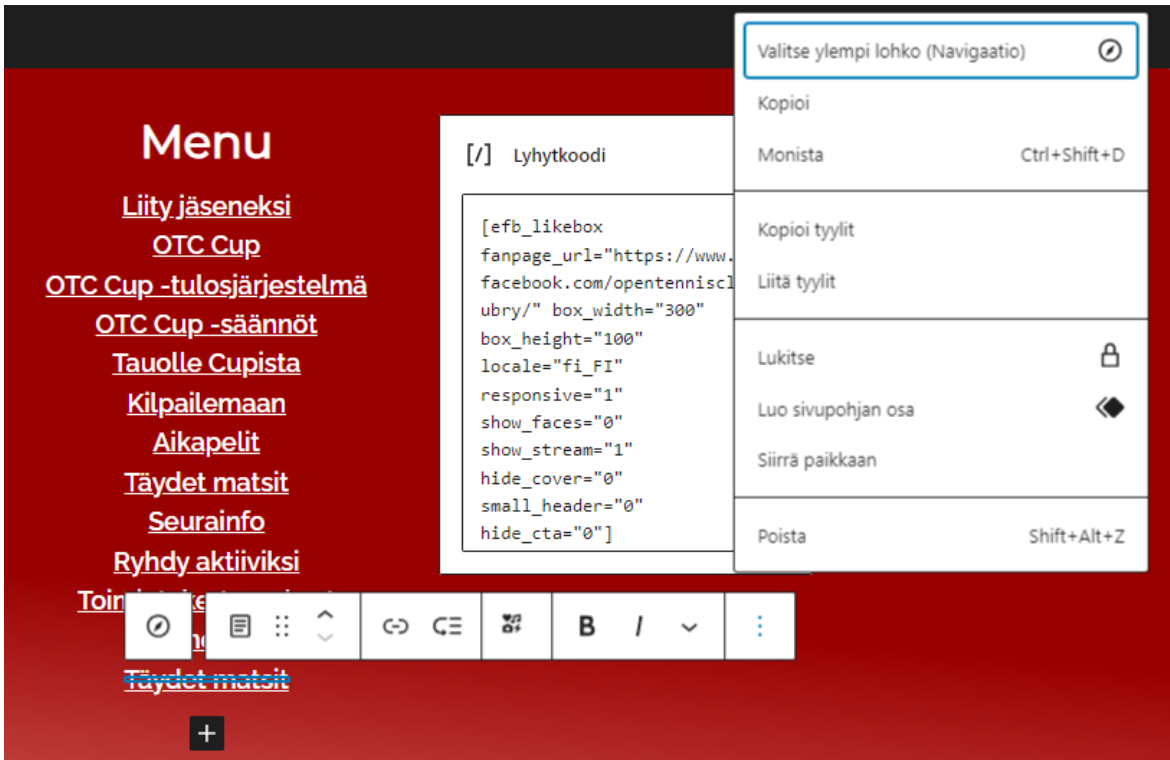 Menu
Liity jäseneksi
OTC Cup
OTC Cup -tulosjärjestelmä
OTC Cup -säännöt
Tauolle Cupista
Kilpailemaan
Aikapelit
Täydet matsit
Seurainfo
Ryhdy aktiiviksi
Täydet matsit
[/] Lyhytkoodi
[efb_likebox
fanpage_url="https://www.
facebook.com/opentenniscl
ubry/" box_width="300"
box_height="100"
locale="fi_FI"
responsive="1"
show_faces="0"
show_stream="1"
hide_cover="0"
small_header="0"
hide_cta="0"]
B I
Valitse ylempi lohko (Navigaatio)
Kopioi
Monista Ctrl+Shift+D
Kopioi tyylit
Liitä tyylit
Lukitse
Luo sivupohjan osa
Siirrä paikkaan
Poista Shift+Alt+Z